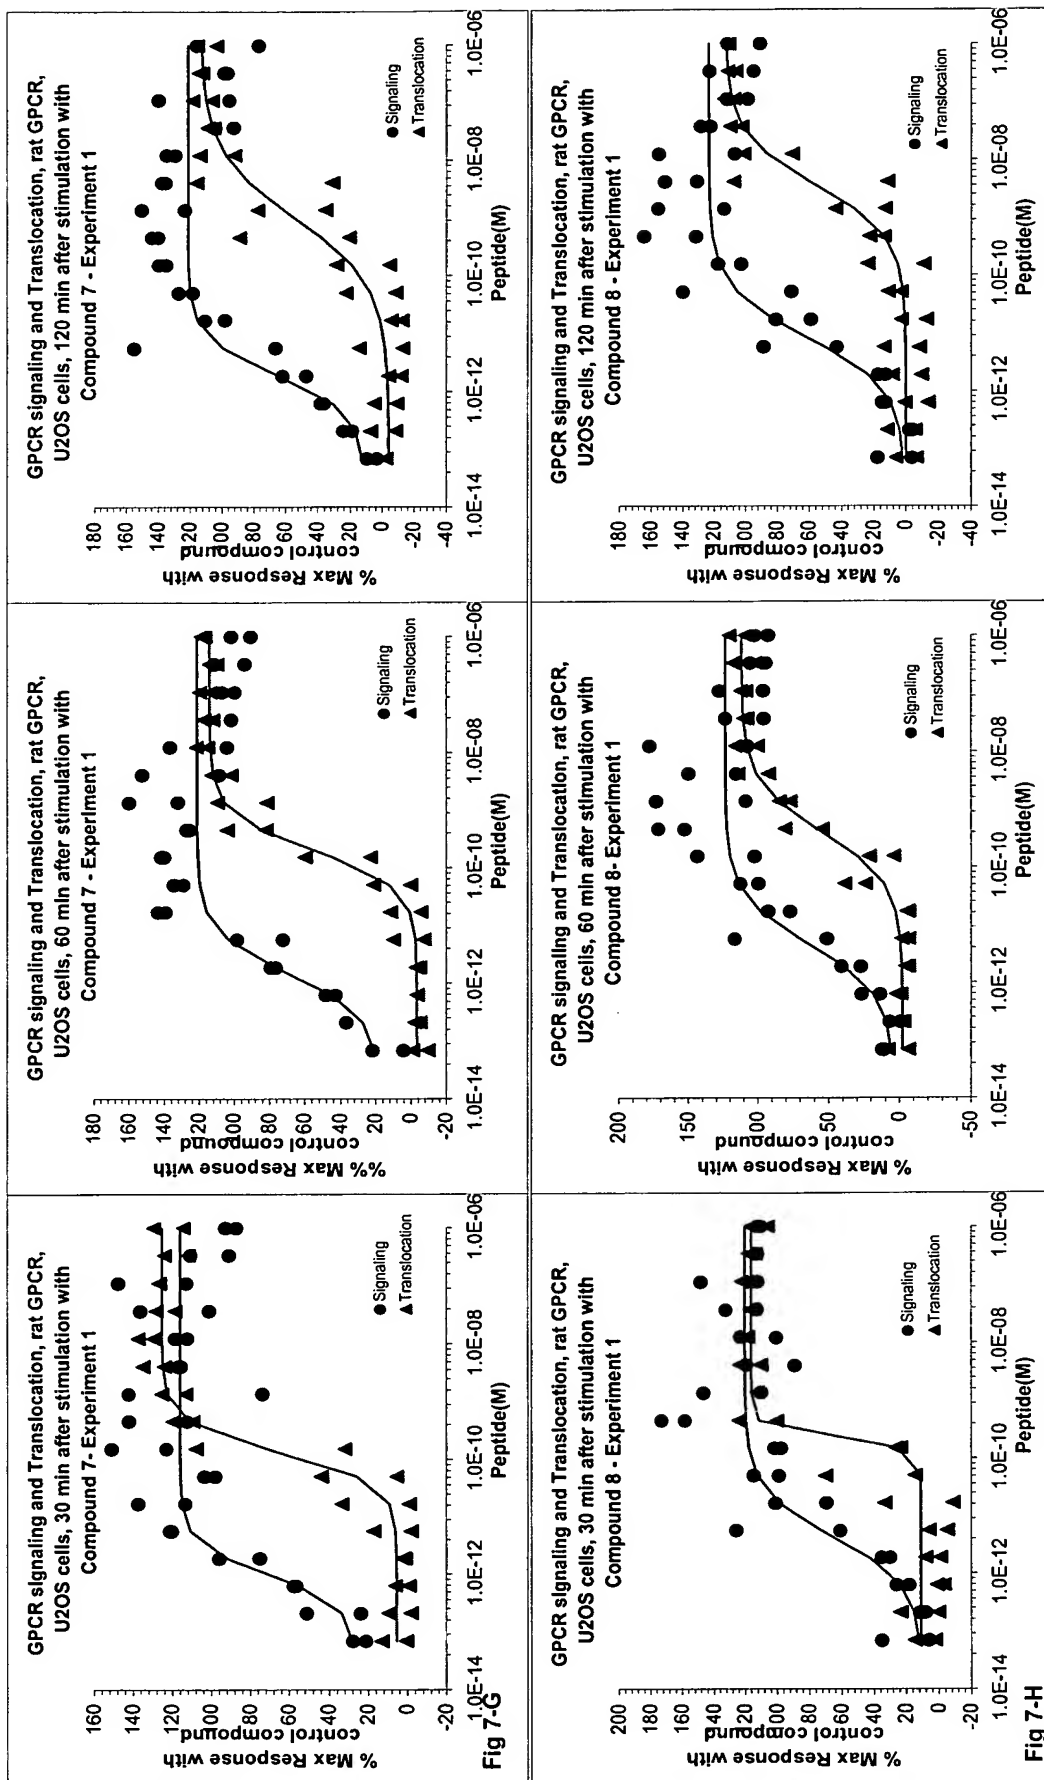 GPCR signaling and Translocation, rat GPCR,
U2OS cells, 30 min after stimulation with
Compound 7 - Experiment 1
% Max Response with
control compound
160
140
120
100
80
60
40
20
0
-20
1.0E-14
1.0E-12
1.0E-10
1.0E-08
1.0E-06
Peptide(M)
Signaling
Translocation
Fig 7-G
GPCR signaling and Translocation, rat GPCR,
U2OS cells, 60 min after stimulation with
Compound 7 - Experiment 1
%% Max Response with
control compound
180
160
140
120
100
80
60
40
20
0
-20
1.0E-14
1.0E-12
1.0E-10
1.0E-08
1.0E-06
Peptide(M)
Signaling
Translocation
GPCR signaling and Translocation, rat GPCR,
U2OS cells, 120 min after stimulation with
Compound 7 - Experiment 1
% Max Response with
control compound
180
160
140
120
100
80
60
40
20
0
-20
-40
1.0E-14
1.0E-12
1.0E-10
1.0E-08
1.0E-06
Peptide(M)
Signaling
Translocation
GPCR signaling and Translocation, rat GPCR,
U2OS cells, 30 min after stimulation with
Compound 8 - Experiment 1
% Max Response with
control compound
200
180
160
140
120
100
80
60
40
20
0
-20
1.0E-14
1.0E-12
1.0E-10
1.0E-08
1.0E-06
Peptide(M)
Signaling
Translocation
Fig 7-H
GPCR signaling and Translocation, rat GPCR,
U2OS cells, 60 min after stimulation with
Compound 8- Experiment 1
% Max Response with
control compound
200
150
100
50
0
-50
1.0E-14
1.0E-12
1.0E-10
1.0E-08
1.0E-06
Peptide(M)
Signaling
Translocation
GPCR signaling and Translocation, rat GPCR,
U2OS cells, 120 min after stimulation with
Compound 8 - Experiment 1
% Max Response with
control compound
180
160
140
120
100
80
60
40
20
0
-20
-40
1.0E-14
1.0E-12
1.0E-10
1.0E-08
1.0E-06
Peptide(M)
Signaling
Translocation